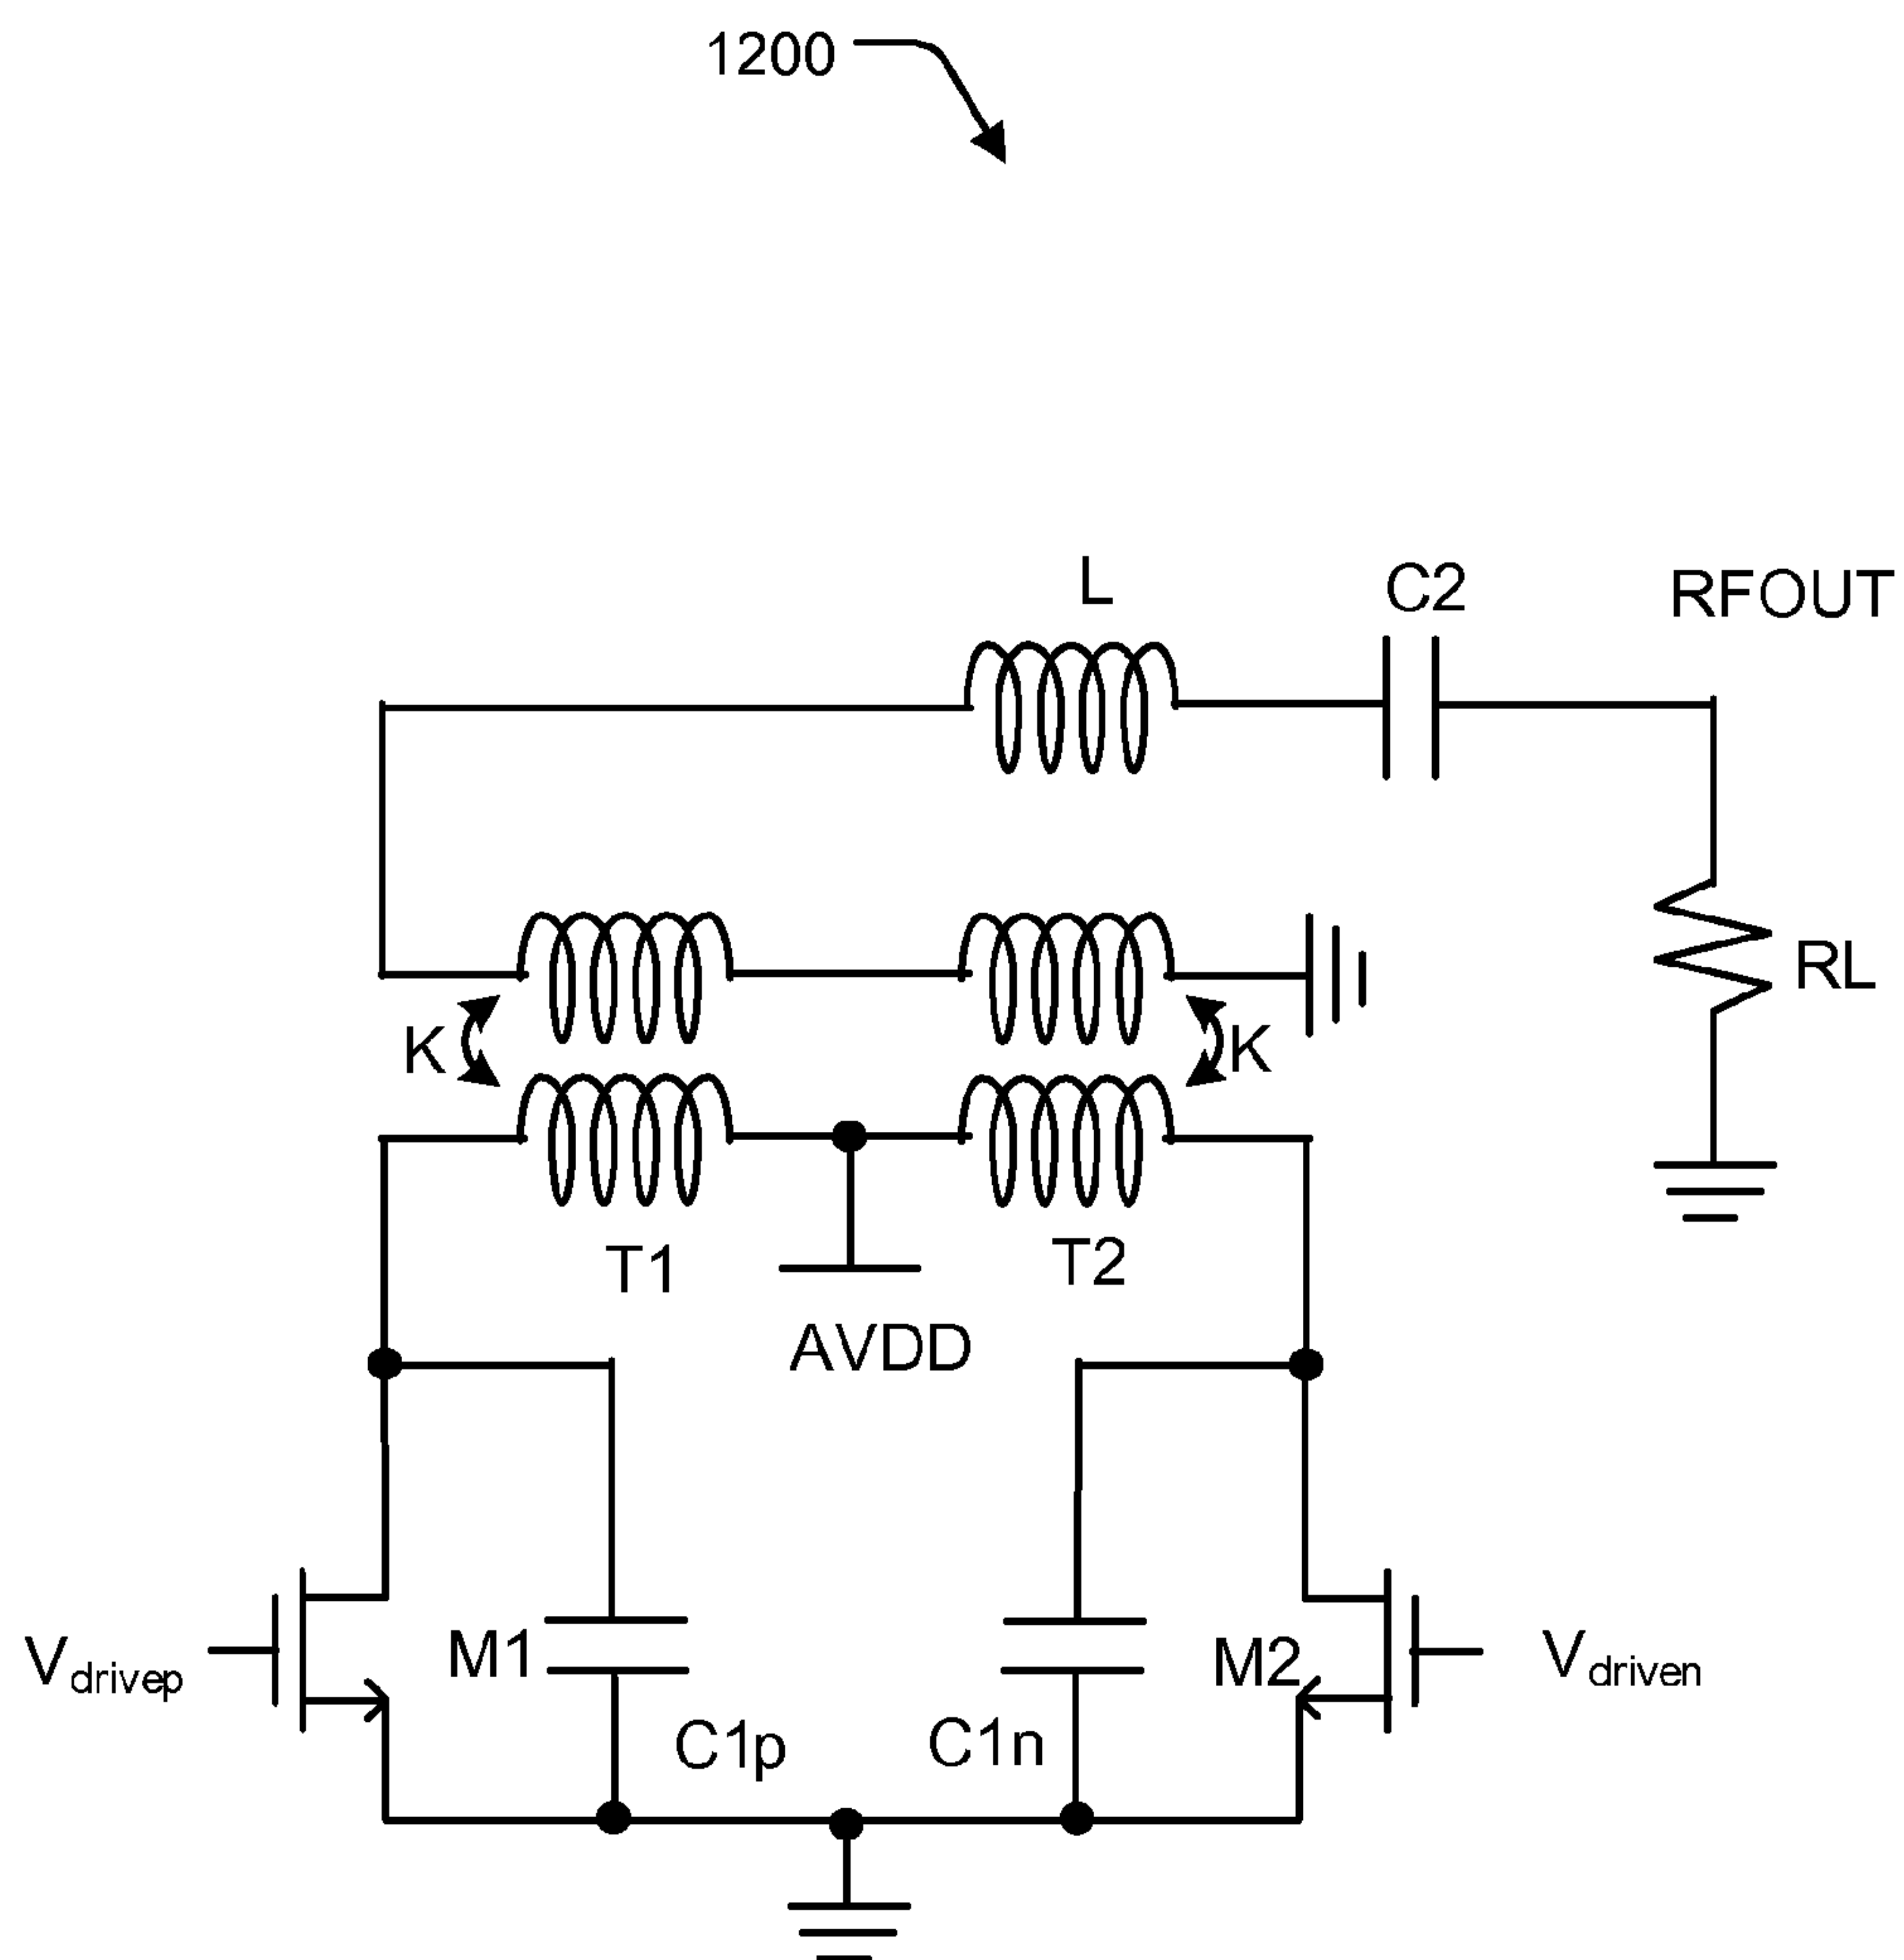 1200
L
C2
RFOUT
RL
K
K
T1
T2
AVDD
Vdrivep
M1
M2
Vdriven
C1p
C1n